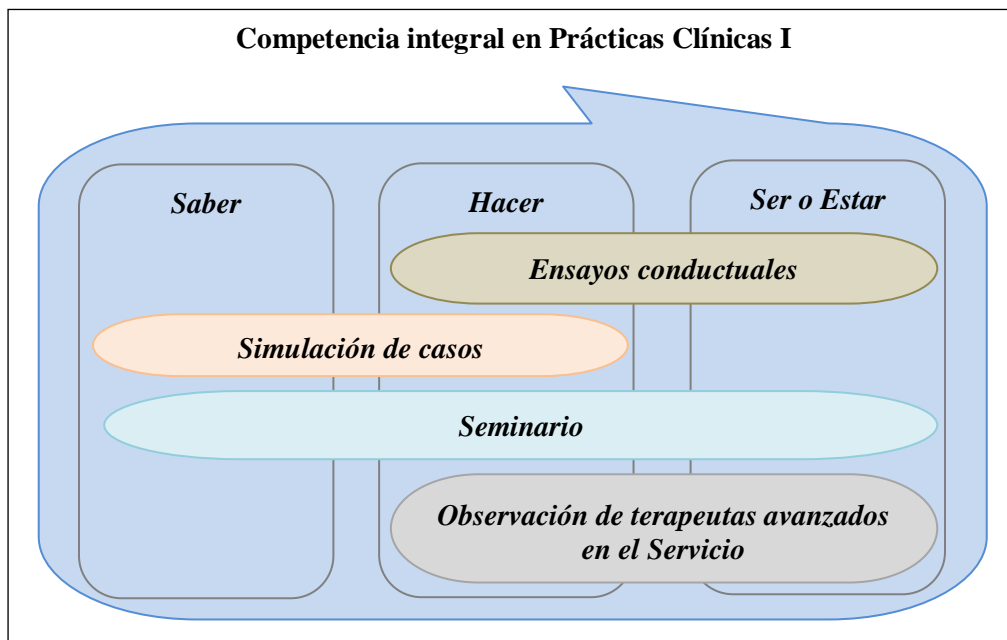 Competencia integral en Prácticas Clínicas I
Saber
Hacer
Ser o Estar
Ensayos conductuales
Simulación de casos
Seminario
Observación de terapeutas avanzados
en el Servicio